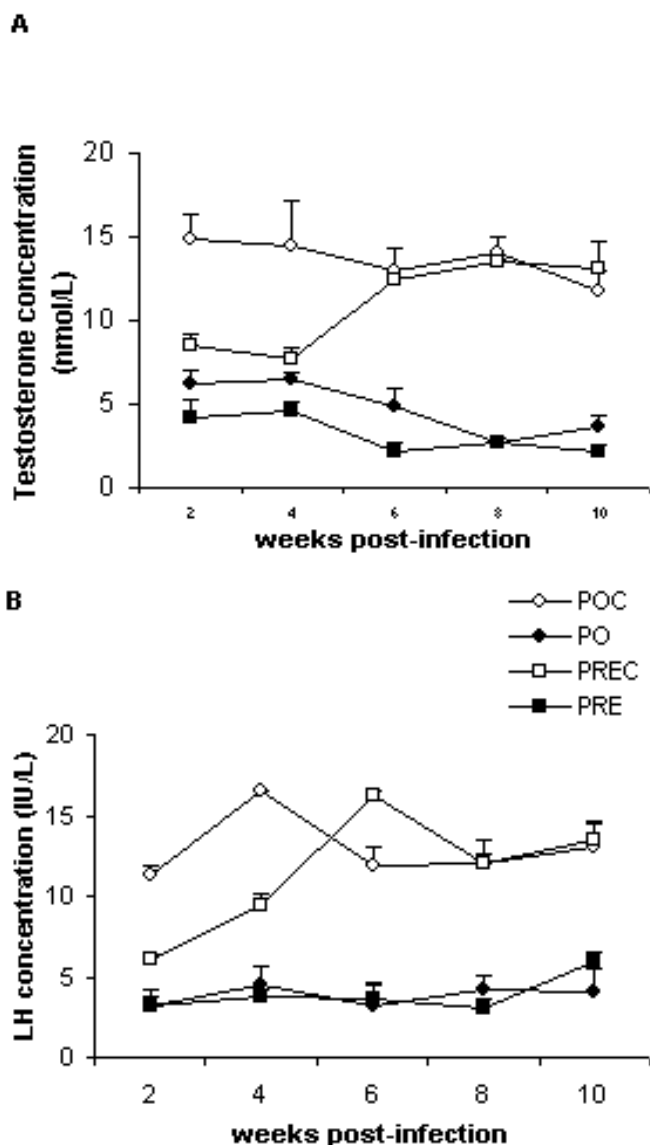 A
Testosterone concentration
(nmol/L)
20
15
10
5
0
2 4 6 8 10
weeks post-infection
B
POC
PO
PREC
PRE
LH concentration (IU/L)
20
15
10
5
0
2 4 6 8 10
weeks post-infection